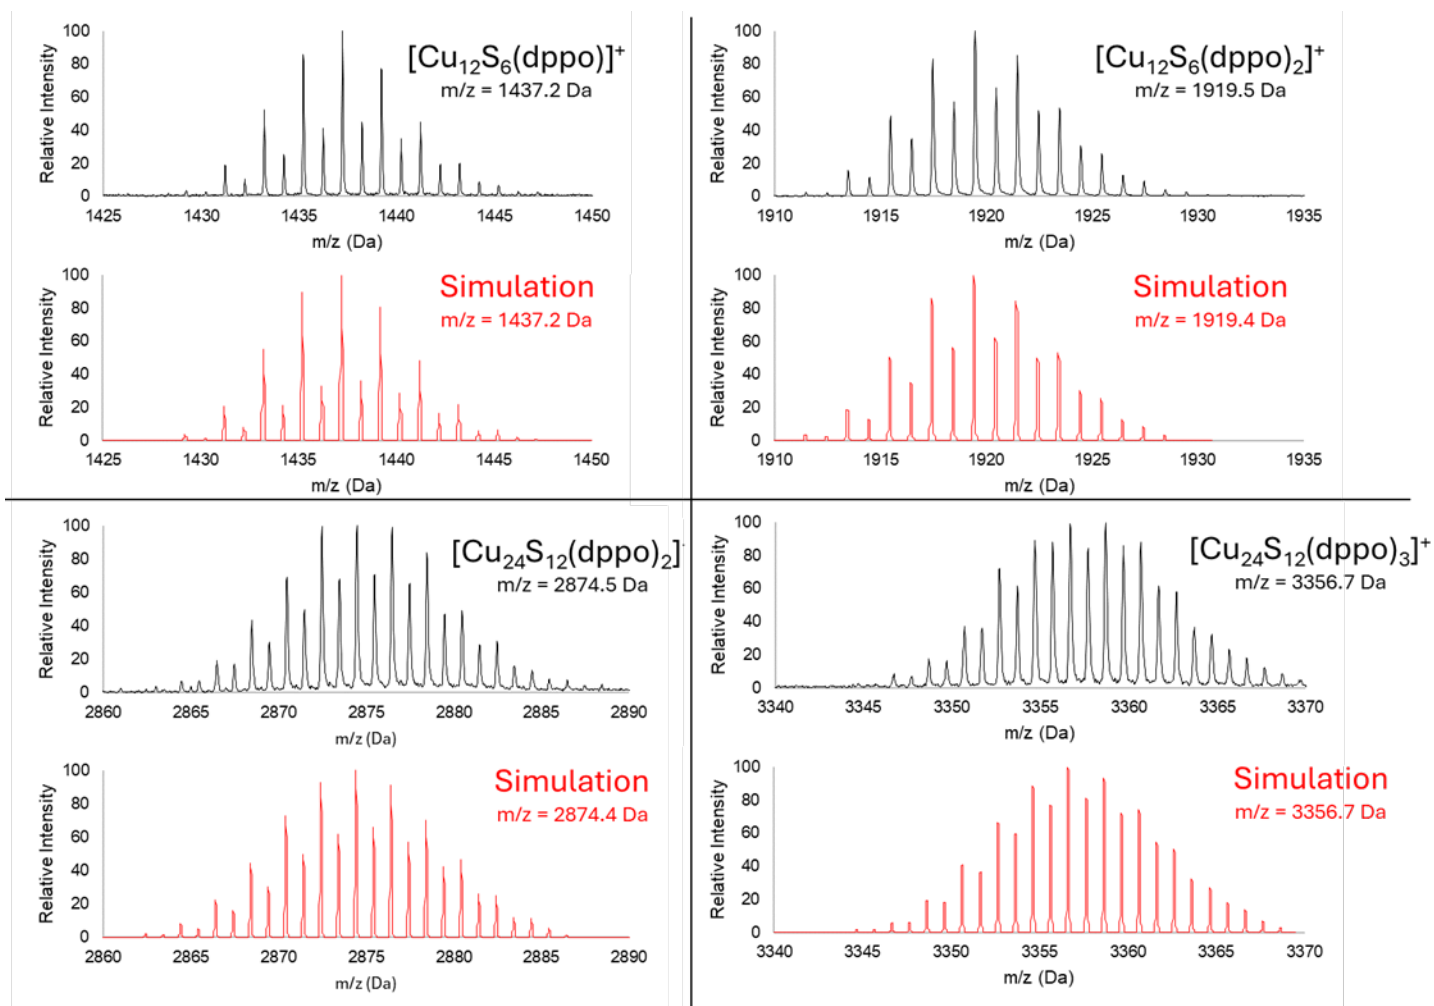 [Cu12S6(dppo)]+
m/z = 1437.2 Da
Relative Intensity
100
80
60
40
20
0
1425 1430 1435 1440 1445 1450
m/z (Da)
Simulation
m/z = 1437.2 Da
Relative Intensity
100
80
60
40
20
0
1425 1430 1435 1440 1445 1450
m/z (Da)
[Cu12S6(dppo)2]+
m/z = 1919.5 Da
Relative Intensity
100
80
60
40
20
0
1910 1915 1920 1925 1930 1935
m/z (Da)
Simulation
m/z = 1919.4 Da
Relative Intensity
100
80
60
40
20
0
1910 1915 1920 1925 1930 1935
m/z (Da)
[Cu24S12(dppo)2]
m/z = 2874.5 Da
Relative Intensity
100
80
60
40
20
0
2860 2865 2870 2875 2880 2885 2890
m/z (Da)
Simulation
m/z = 2874.4 Da
Relative Intensity
100
80
60
40
20
0
2860 2865 2870 2875 2880 2885 2890
m/z (Da)
[Cu24S12(dppo)3]+
m/z = 3356.7 Da
Relative Intensity
100
80
60
40
20
0
3340 3345 3350 3355 3360 3365 3370
m/z (Da)
Simulation
m/z = 3356.7 Da
Relative Intensity
100
80
60
40
20
0
3340 3345 3350 3355 3360 3365 3370
m/z (Da)